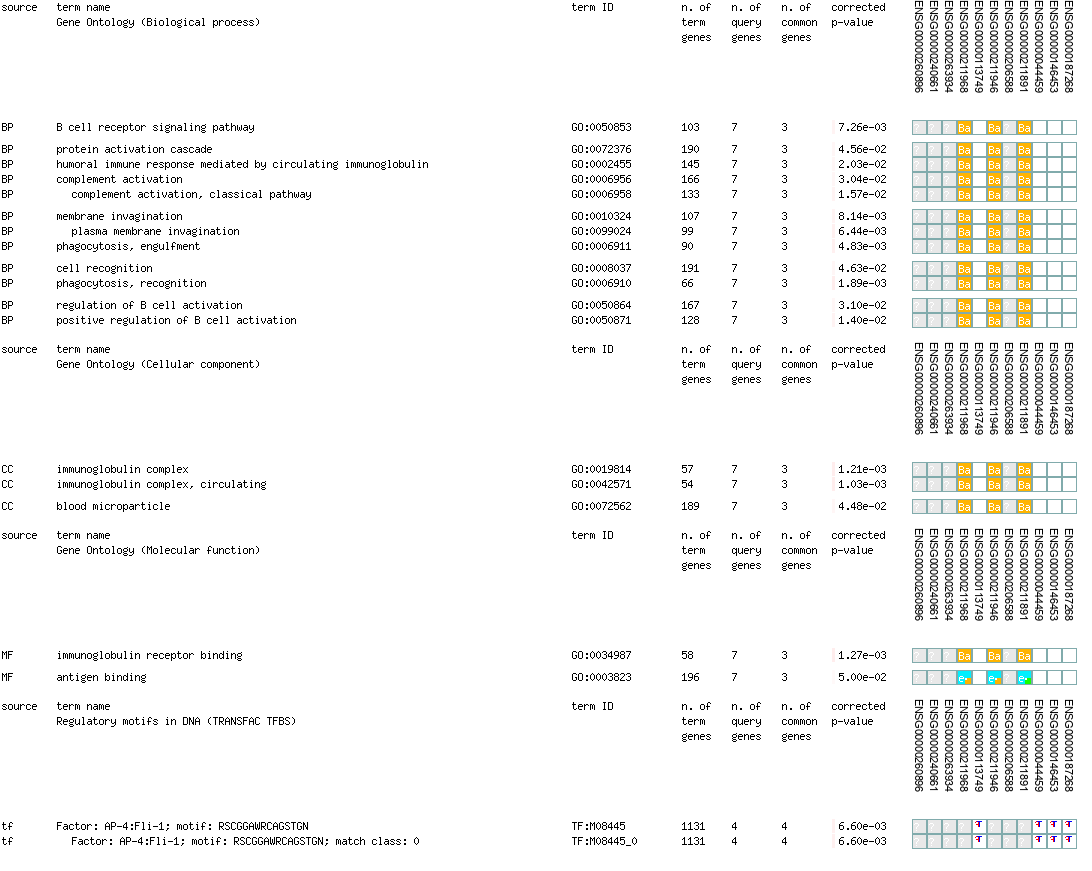 source term name term ID n. of n. of n. of corrected
Gene Ontology (Biological process) term query common p-value
genes genes genes
ENSG00000260896 ENSG00000240661 ENSG00000263934 ENSG00000211968 ENSG00000113749 ENSG00000211946 ENSG00000206588 ENSG00000211891 ENSG00000044459 ENSG00000146453 ENSG00000187268
BP B cell receptor signaling pathway GO:0050853 103 7 3 7.26e-03 ? ? ? Ba Ba ? Ba
BP protein activation cascade GO:0072376 190 7 3 4.56e-02 ? ? ? Ba Ba ? Ba
BP humoral immune response mediated by circulating immunoglobulin GO:0002455 145 7 3 2.03e-02 ? ? ? Ba Ba ? Ba
BP complement activation GO:0006956 166 7 3 3.04e-02 ? ? ? Ba Ba ? Ba
BP complement activation, classical pathway GO:0006958 133 7 3 1.57e-02 ? ? ? Ba Ba ? Ba
BP membrane invagination GO:0010324 107 7 3 8.14e-03 ? ? ? Ba Ba ? Ba
BP plasma membrane invagination GO:0099024 99 7 3 6.44e-03 ? ? ? Ba Ba ? Ba
BP phagocytosis, engulfment GO:0006911 90 7 3 4.83e-03 ? ? ? Ba Ba ? Ba
BP cell recognition GO:0008037 191 7 3 4.63e-02 ? ? ? Ba Ba ? Ba
BP phagocytosis, recognition GO:0006910 66 7 3 1.89e-03 ? ? ? Ba Ba ? Ba
BP regulation of B cell activation GO:0050864 167 7 3 3.10e-02 ? ? ? Ba Ba ? Ba
BP positive regulation of B cell activation GO:0050871 128 7 3 1.40e-02 ? ? ? Ba Ba ? Ba
source term name term ID n. of n. of n. of corrected
Gene Ontology (Cellular component) term query common p-value
genes genes genes
ENSG00000260896 ENSG00000240661 ENSG00000263934 ENSG00000211968 ENSG00000113749 ENSG00000211946 ENSG00000206588 ENSG00000211891 ENSG00000044459 ENSG00000146453 ENSG00000187268
CC immunoglobulin complex GO:0019814 57 7 3 1.21e-03 ? ? ? Ba Ba ? Ba
CC immunoglobulin complex, circulating GO:0042571 54 7 3 1.03e-03 ? ? ? Ba Ba ? Ba
CC blood microparticle GO:0072562 189 7 3 4.48e-02 ? ? ? Ba Ba ? Ba
source term name term ID n. of n. of n. of corrected
Gene Ontology (Molecular function) term query common p-value
genes genes genes
ENSG00000260896 ENSG00000240661 ENSG00000263934 ENSG00000211968 ENSG00000113749 ENSG00000211946 ENSG00000206588 ENSG00000211891 ENSG00000044459 ENSG00000146453 ENSG00000187268
MF immunoglobulin receptor binding GO:0034987 58 7 3 1.27e-03 ? ? ? Ba Ba ? Ba
MF antigen binding GO:0003823 196 7 3 5.00e-02 ? ? ?
source term name term ID n. of n. of n. of corrected
Regulatory motifs in DNA (TRANSFAC TFBS) term query common p-value
genes genes genes
ENSG00000260896 ENSG00000240661 ENSG00000263934 ENSG00000211968 ENSG00000113749 ENSG00000211946 ENSG00000206588 ENSG00000211891 ENSG00000044459 ENSG00000146453 ENSG00000187268
tf Factor: AP-4:Fli-1; motif: RSCGGAWRCAGSTGN TF:M08445 1131 4 4 6.60e-03
tf Factor: AP-4:Fli-1; motif: RSCGGAWRCAGSTGN; match class: 0 TF:M08445_0 1131 4 4 6.60e-03